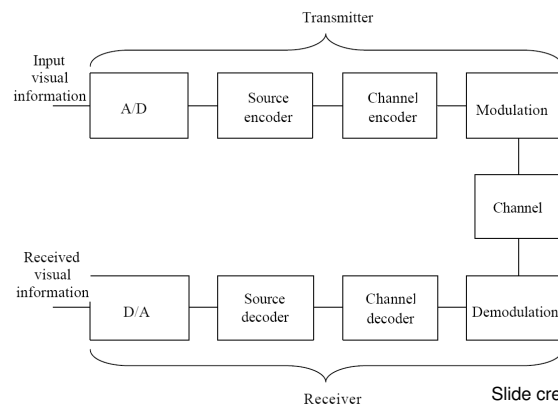 Transmitter
Input
visual
information
A/D
Source
encoder
Channel
encoder
Modulation
Channel
Received
visual
information
D/A
Source
decoder
Channel
decoder
Demodulation
Receiver
Slide cre